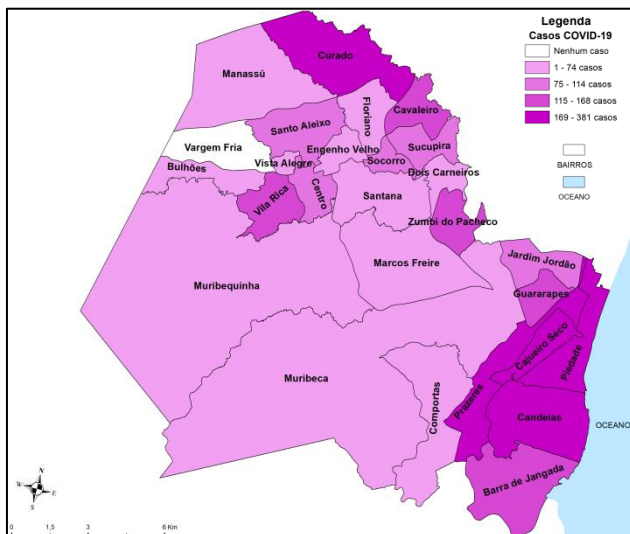 Legenda
Casos COVID-19
Nenhum caso
1 - 74 casos
75 - 114 casos
115 - 168 casos
169 - 381 casos
BAIRROS
OCEANO
Curado
Manassú
Floriano
Cavaleiro
Santo Aleixo
Vargem Fria
Engenho Velho
Sucupira
Vista Alegre
Socorro
Bulhões
Dois Carneiros
Vila Rica
Centro
Santana
Zumbi do Pacheco
Jardim Jordão
Marcos Freire
Muribequinha
Guararapes
Cajueiro Seco
Piedade
Muribeca
Comportas
Prazeres
Candeias
OCEANO
Barra de Jangada
N
W E
S
0 1,5 3 6 Km